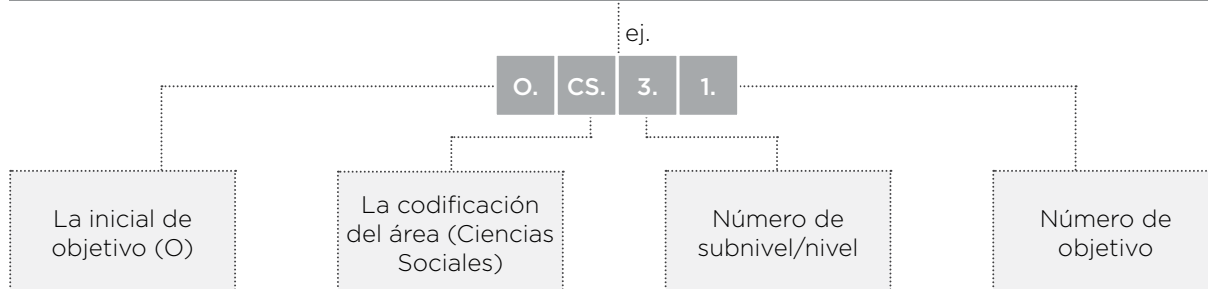 ej.
O. CS. 3. 1.
La inicial de
objetivo (O)
La codificación
del área (Ciencias
Sociales)
Número de
subnivel/nivel
Número de
objetivo